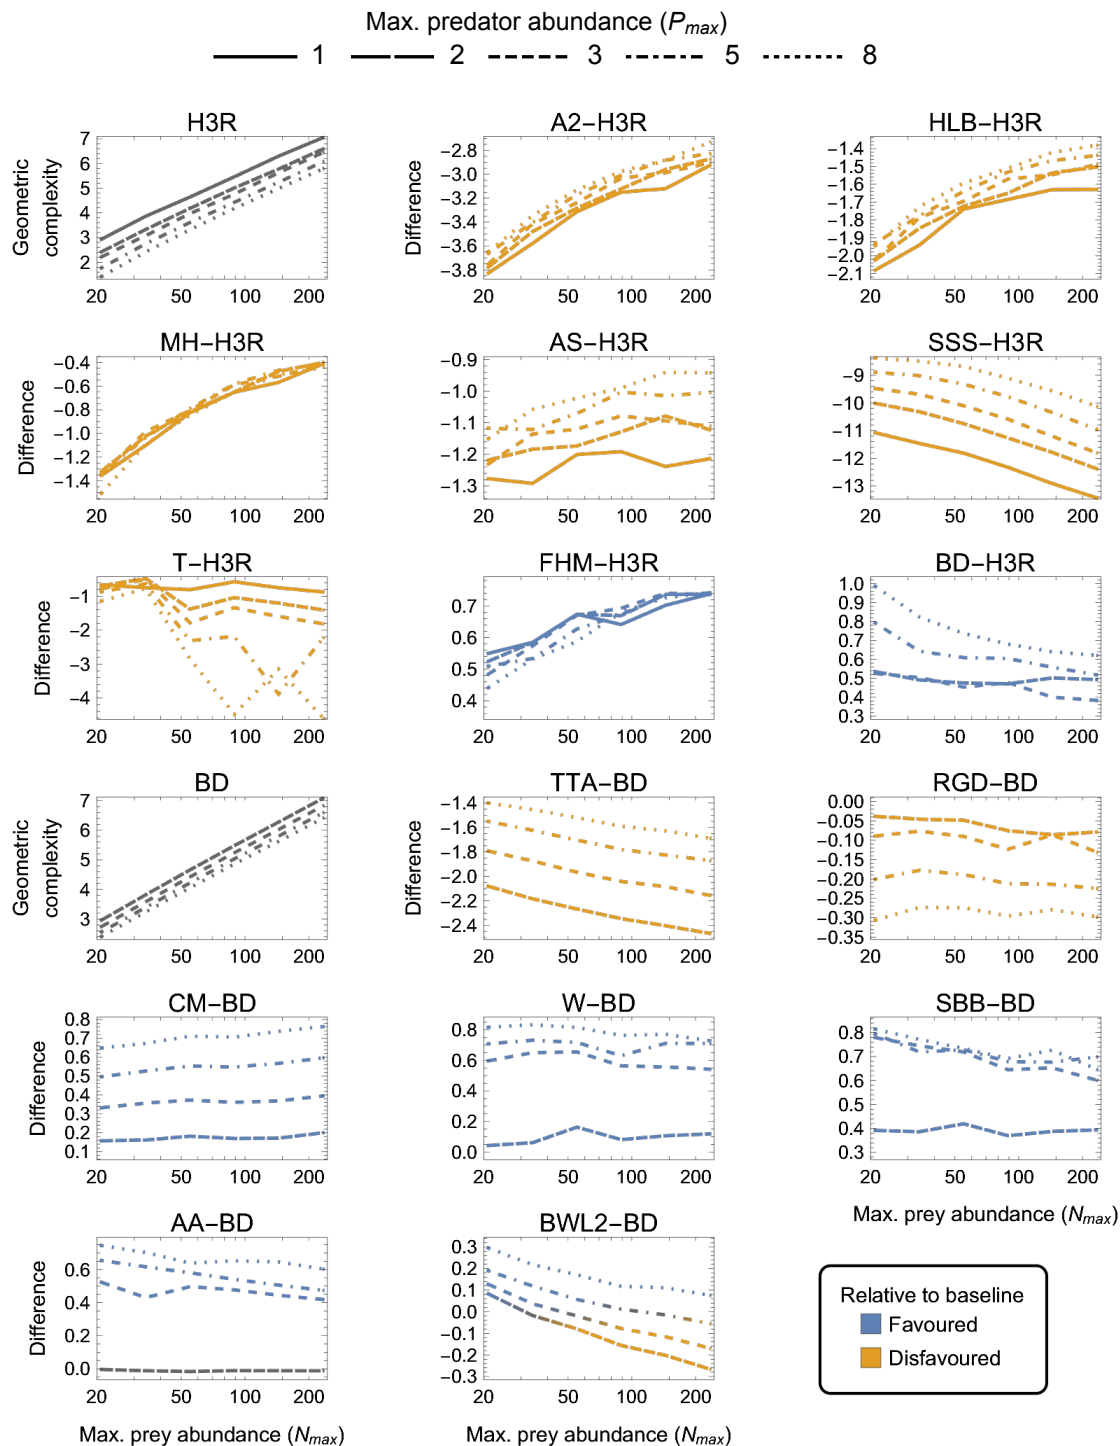 Max. predator abundance (Pmax)
1 2 3 5 8
H3R
Geometric complexity
7
6
5
4
3
2
20 50 100 200
A2−H3R
Difference
−2.8
−3.0
−3.2
−3.4
−3.6
−3.8
20 50 100 200
HLB−H3R
−1.4
−1.5
−1.6
−1.7
−1.8
−1.9
−2.0
−2.1
20 50 100 200
MH−H3R
Difference
−0.4
−0.6
−0.8
−1.0
−1.2
−1.4
20 50 100 200
AS−H3R
−0.9
−1.0
−1.1
−1.2
−1.3
20 50 100 200
SSS−H3R
−9
−10
−11
−12
−13
20 50 100 200
T−H3R
Difference
−1
−2
−3
−4
20 50 100 200
FHM−H3R
0.7
0.6
0.5
0.4
20 50 100 200
BD−H3R
1.0
0.9
0.8
0.7
0.6
0.5
0.4
0.3
20 50 100 200
BD
Geometric complexity
7
6
5
4
3
20 50 100 200
TTA−BD
Difference
−1.4
−1.6
−1.8
−2.0
−2.2
−2.4
20 50 100 200
RGD−BD
0.00
−0.05
−0.10
−0.15
−0.20
−0.25
−0.30
−0.35
20 50 100 200
CM−BD
Difference
0.8
0.7
0.6
0.5
0.4
0.3
0.2
0.1
20 50 100 200
W−BD
0.8
0.6
0.4
0.2
0.0
20 50 100 200
SBB−BD
0.8
0.7
0.6
0.5
0.4
0.3
20 50 100 200
Max. prey abundance (Nmax)
AA−BD
Difference
0.6
0.4
0.2
0.0
20 50 100 200
Max. prey abundance (Nmax)
BWL2−BD
0.3
0.2
0.1
0.0
−0.1
−0.2
−0.3
20 50 100 200
Max. prey abundance (Nmax)
Relative to baseline
Favoured
Disfavoured